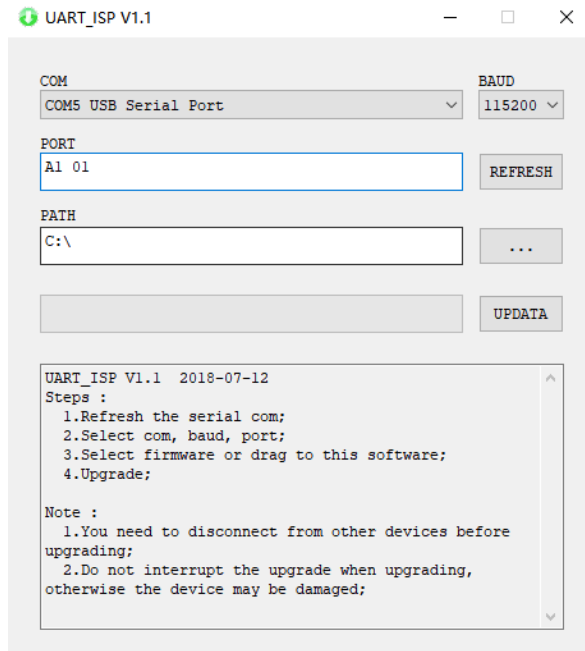 UART_ISP V1.1
COM
BAUD
COM5 USB Serial Port
115200
PORT
A1 01
REFRESH
PATH
C:\
...
UPDATA
UART_ISP V1.1  2018-07-12
Steps :
  1.Refresh the serial com;
  2.Select com, baud, port;
  3.Select firmware or drag to this software;
  4.Upgrade;
Note :
  1.You need to disconnect from other devices before
upgrading;
  2.Do not interrupt the upgrade when upgrading,
otherwise the device may be damaged;